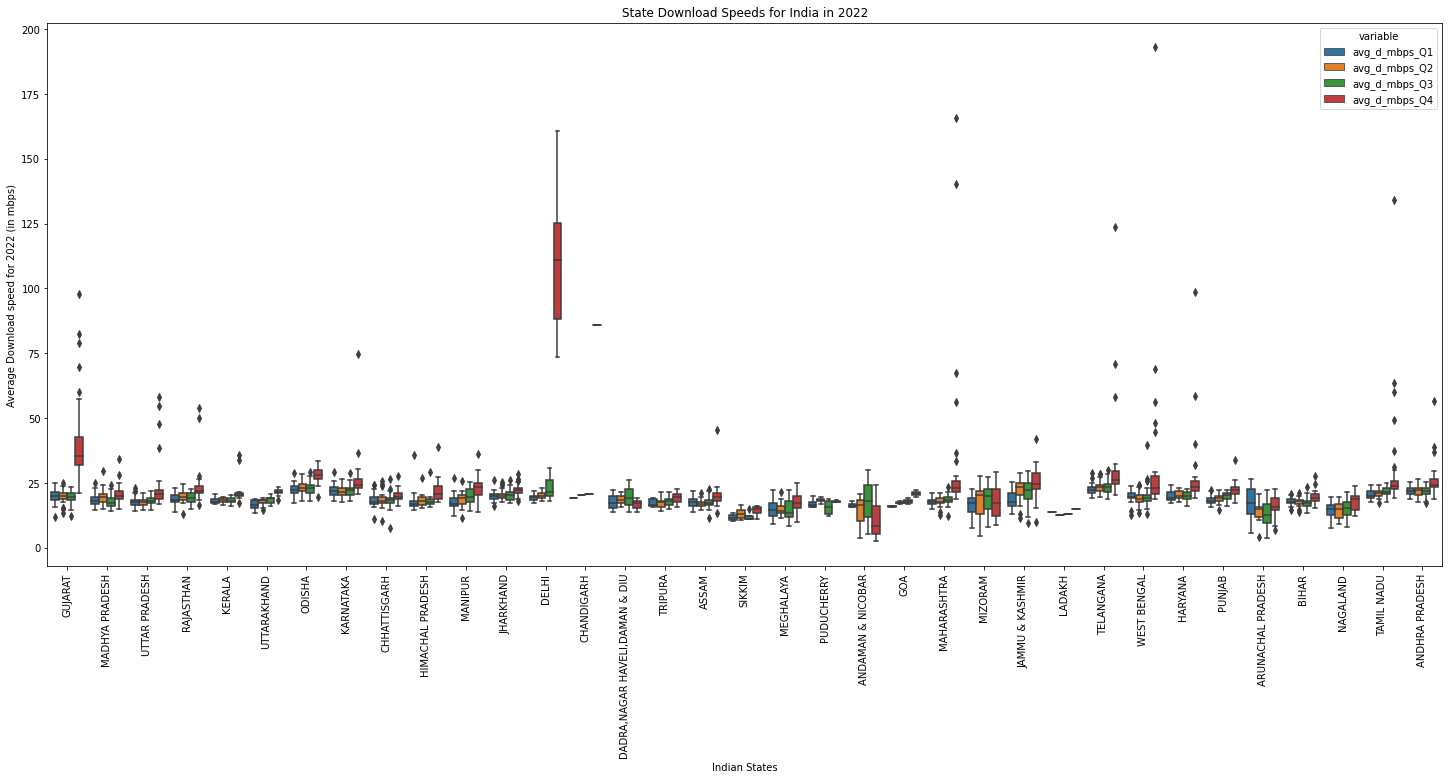 State Download Speeds for India in 2022
variable
avg_d_mbps_Q1
avg_d_mbps_Q2
avg_d_mbps_Q3
avg_d_mbps_Q4
Average Download speed for 2022 (in mbps)
200
175
150
125
100
75
50
25
0
GUJARAT
MADHYA PRADESH
UTTAR PRADESH
RAJASTHAN
KERALA
UTTARAKHAND
ODISHA
KARNATAKA
CHHATTISGARH
HIMACHAL PRADESH
MANIPUR
JHARKHAND
DELHI
CHANDIGARH
DADRA,NAGAR HAVELI,DAMAN & DIU
TRIPURA
ASSAM
SIKKIM
MEGHALAYA
PUDUCHERRY
ANDAMAN & NICOBAR
GOA
MAHARASHTRA
MIZORAM
JAMMU & KASHMIR
LADAKH
TELANGANA
WEST BENGAL
HARYANA
PUNJAB
ARUNACHAL PRADESH
BIHAR
NAGALAND
TAMIL NADU
ANDHRA PRADESH
Indian States